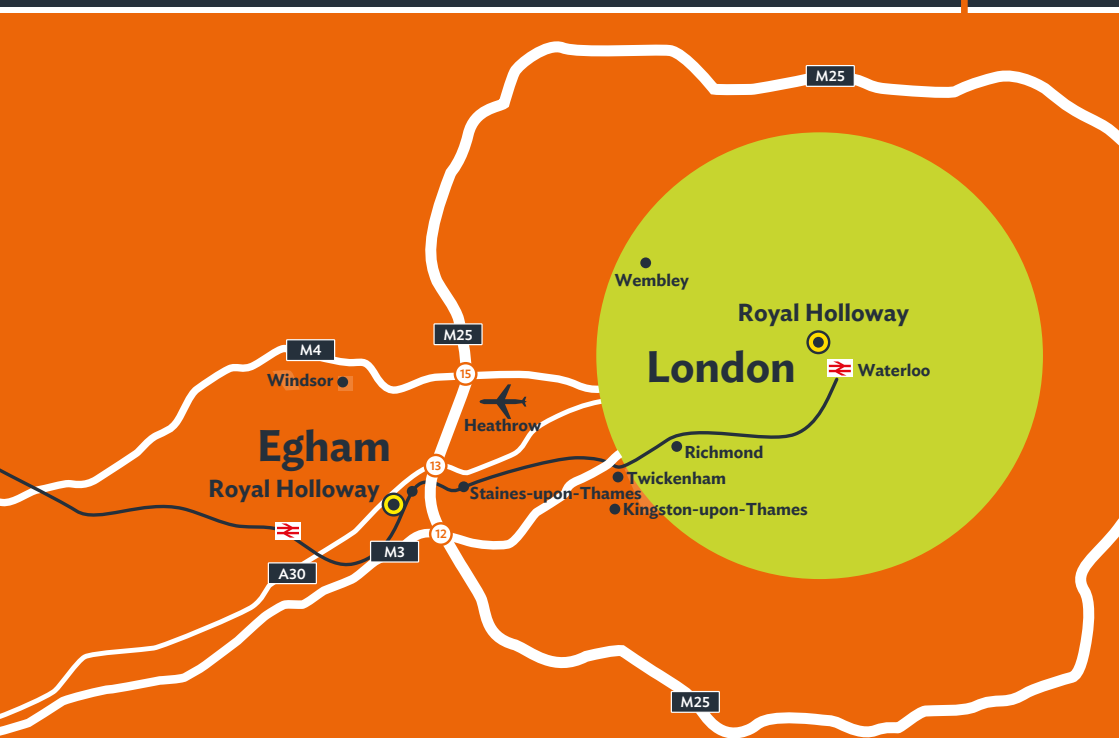 M25
Wembley
Royal Holloway
M25
M4
London
Waterloo
15
Windsor
Heathrow
Egham
Richmond
13
Twickenham
Royal Holloway
Staines-upon-Thames
Kingston-upon-Thames
12
M3
A30
M25